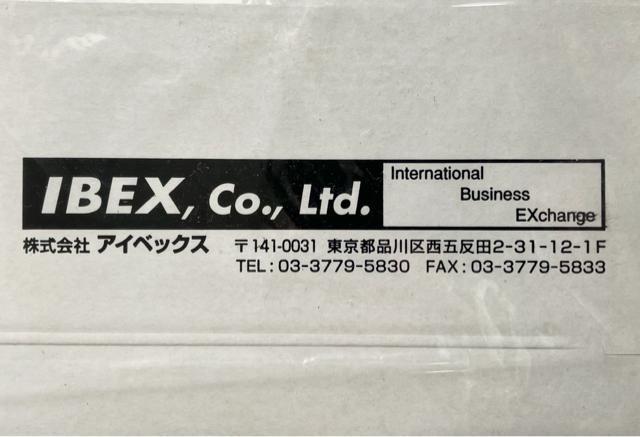 IBEX, Co., Ltd.
International
Business
EXchange
株式会社 アイベックス 〒141-0031 東京都品川区西五反田2-31-12-1F
TEL:03-3779-5830 FAX:03-3779-5833